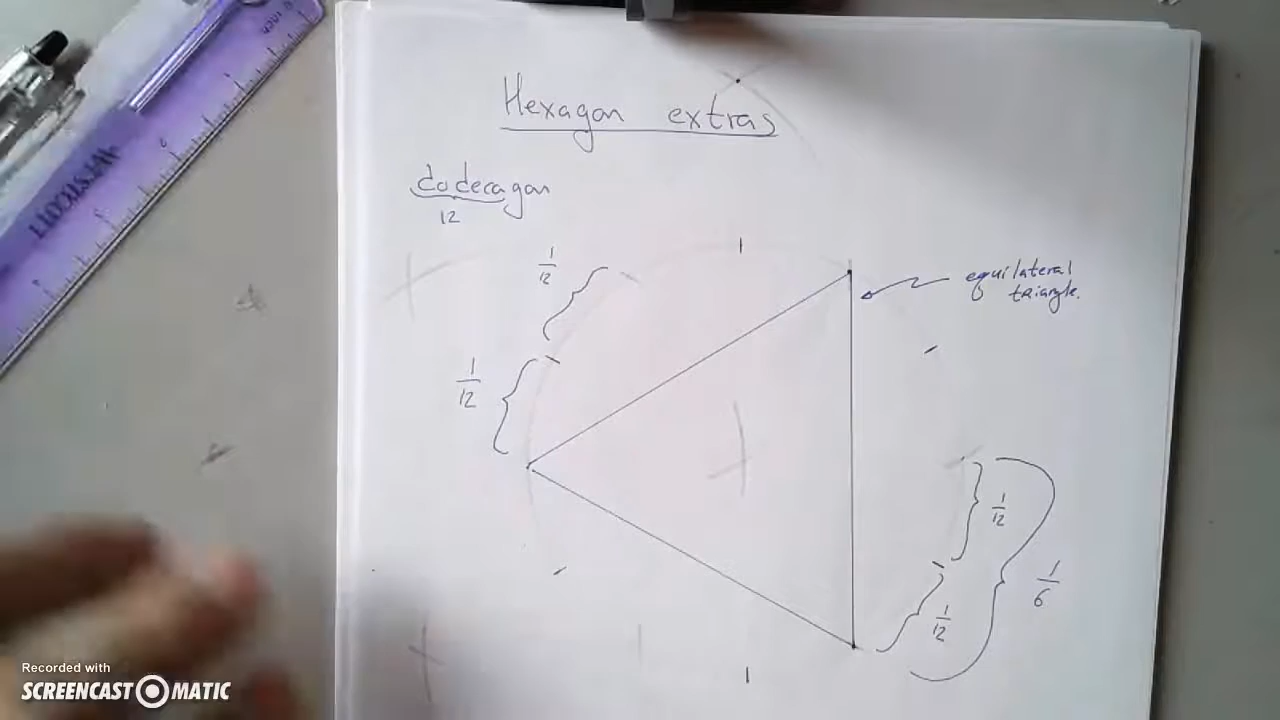 Hexagon extras
dodecagon
12
1/12
1/12
equilateral
triangle.
1/12
1/12
1/6
WESTCOTT
Recorded with
SCREENCAST MATIC